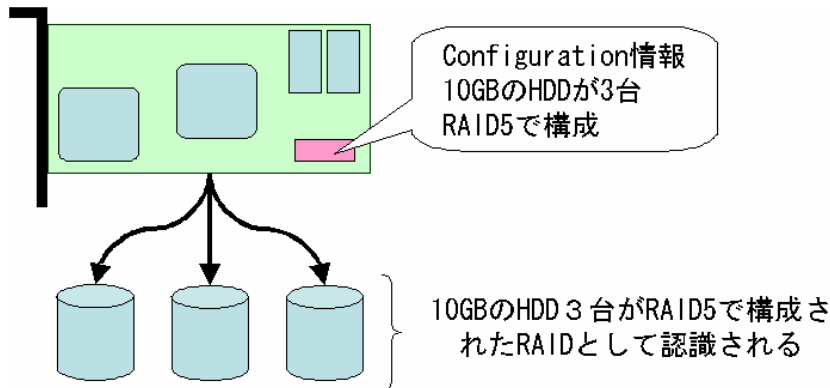 Configuration情報
10GBのHDDが3台
RAID5で構成
10GBのHDD３台がRAID5で構成さ
れたRAIDとして認識される